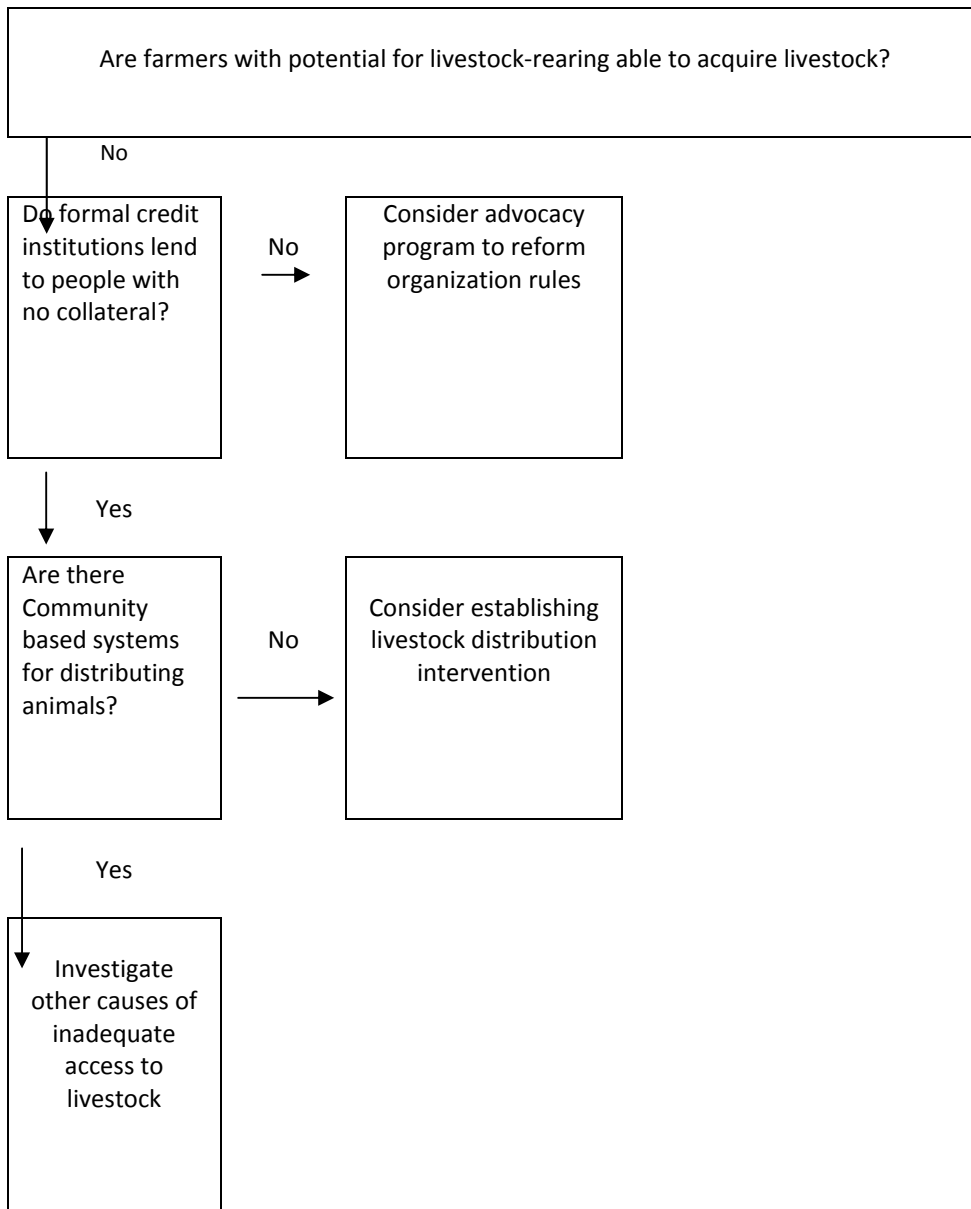 Are farmers with potential for livestock-rearing able to acquire livestock?
No
Do formal credit
institutions lend
to people with
no collateral?
No
Consider advocacy
program to reform
organization rules
Yes
Are there
Community
based systems
for distributing
animals?
No
Consider establishing
livestock distribution
intervention
Yes
Investigate
other causes of
inadequate
access to
livestock